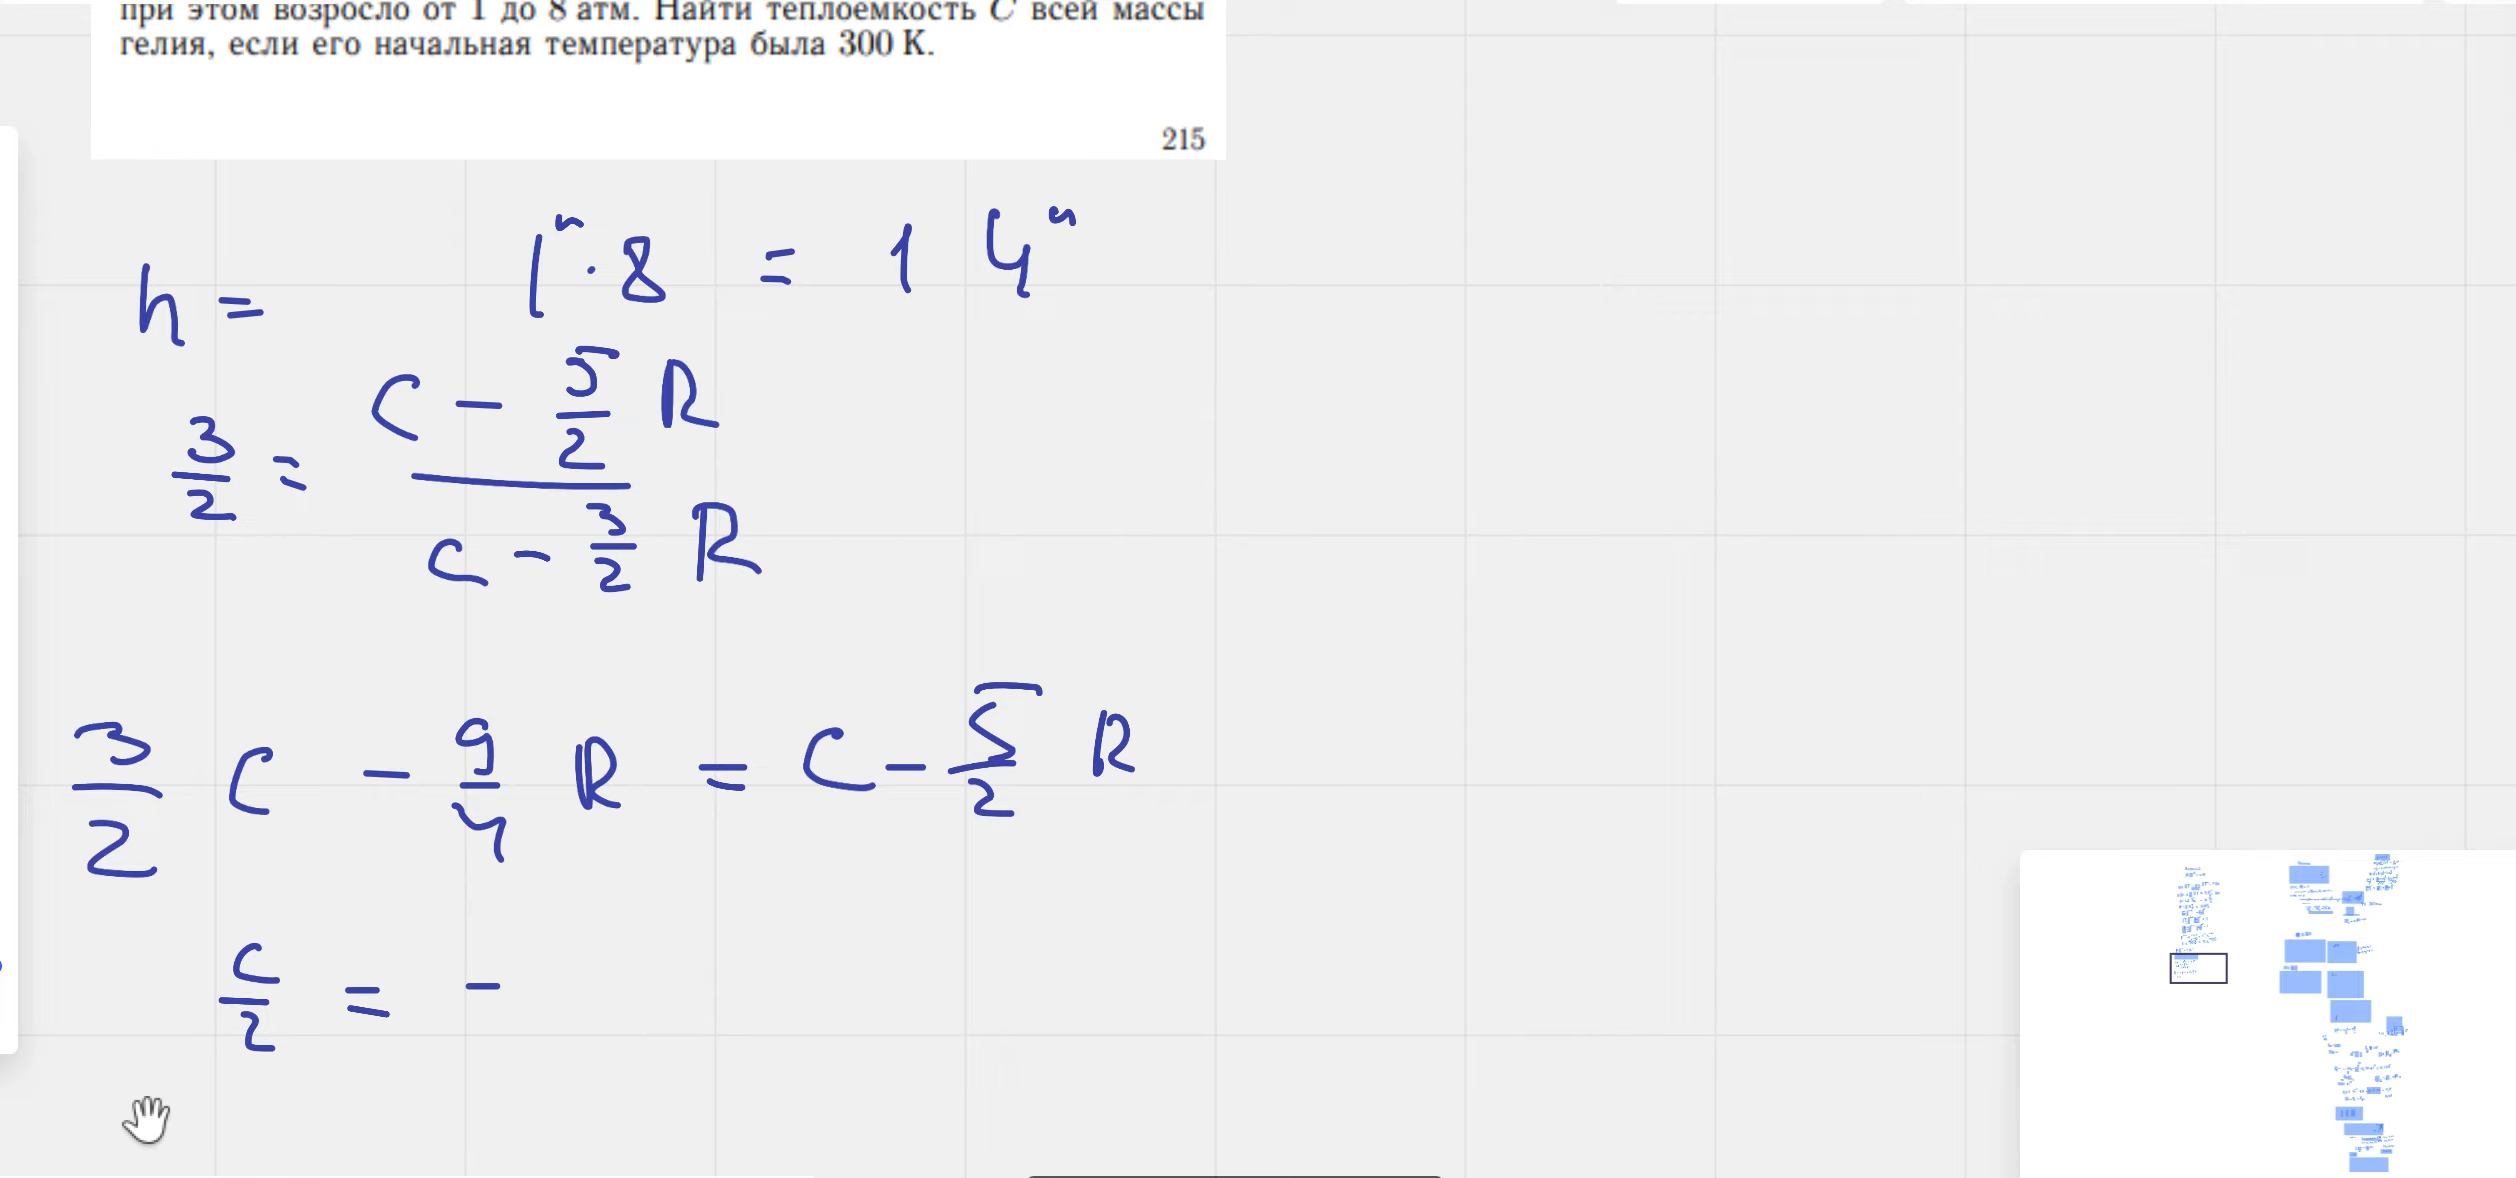 при этом возросло от 1 до 8 атм. Найти теплоемкость C всей массы
гелия, если его начальная температура была 300 К.
215
1ⁿ · 8 = 1 4ⁿ
n =
3/2 = (C - 5/2 R) / (C - 3/2 R)
3/2 C - 9/4 R = C - 5/2 R
C/2 = -